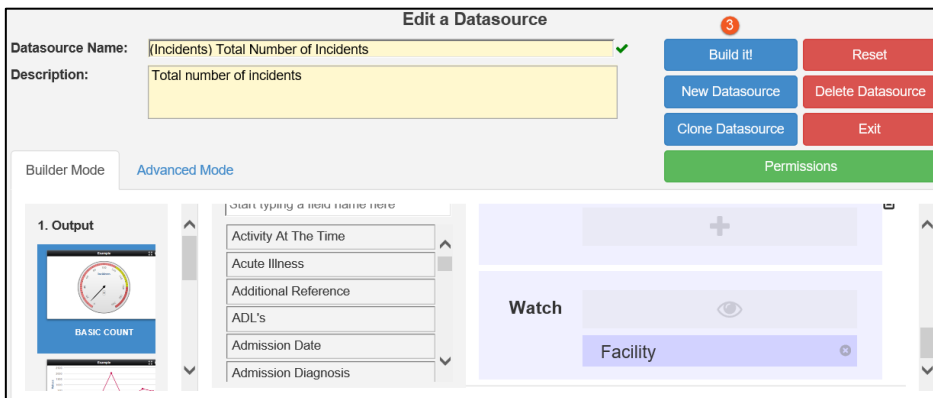 Edit a Datasource
3
Datasource Name:
(Incidents) Total Number of Incidents
Description:
Total number of incidents
Build it!
Reset
New Datasource
Delete Datasource
Clone Datasource
Exit
Permissions
Builder Mode
Advanced Mode
1. Output
BASIC COUNT
Start typing a field name here
Activity At The Time
Acute Illness
Additional Reference
ADL's
Admission Date
Admission Diagnosis
Watch
Facility